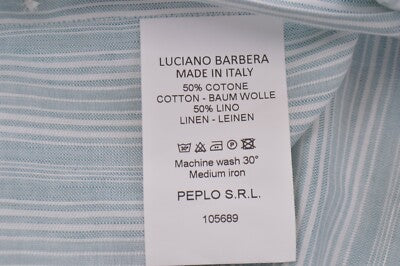 LUCIANO BARBERA
MADE IN ITALY
50% COTONE
COTTON - BAUM WOLLE
50% LINO
LINEN - LEINEN
Machine wash 30°
Medium iron
PEPLO S.R.L.
105689